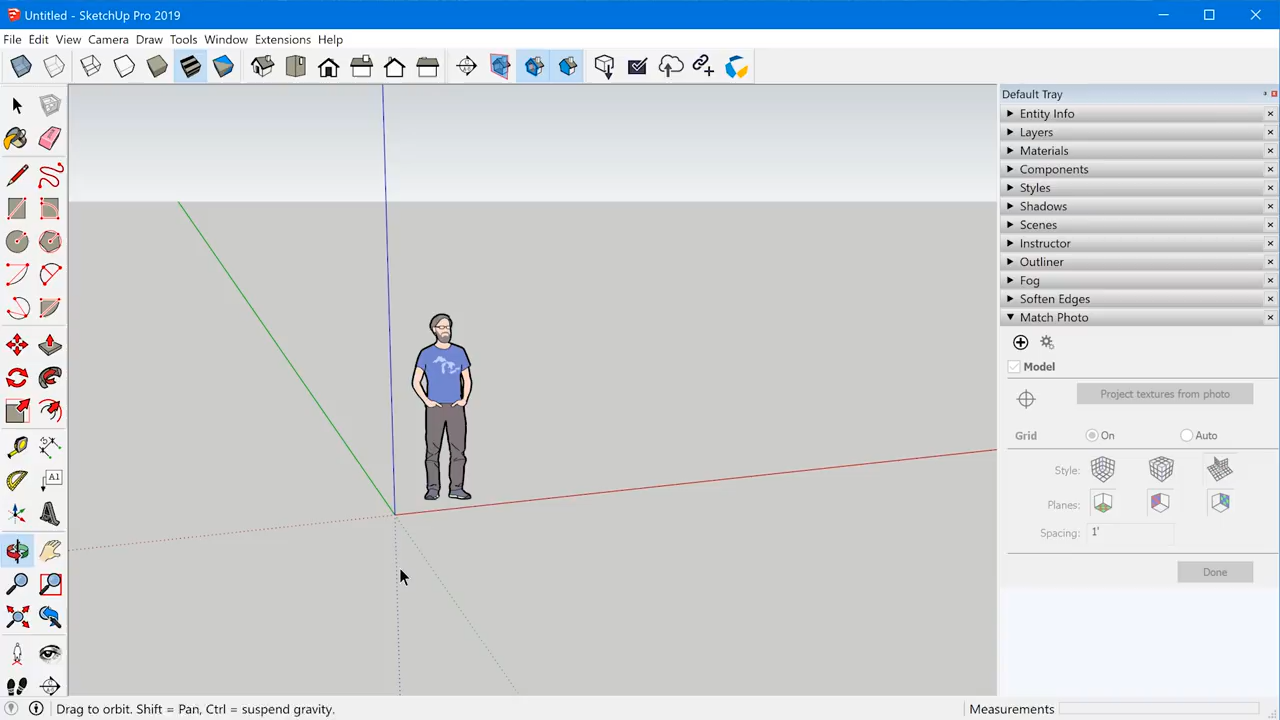 Untitled - SketchUp Pro 2019
File Edit View Camera Draw Tools Window Extensions Help
Default Tray
Entity Info
Layers
Materials
Components
Styles
Shadows
Scenes
Instructor
Outliner
Fog
Soften Edges
Match Photo
Model
Project textures from photo
Grid On Auto
Style:
Planes:
Spacing: 1'
Done
A1
Drag to orbit. Shift = Pan, Ctrl = suspend gravity.
Measurements